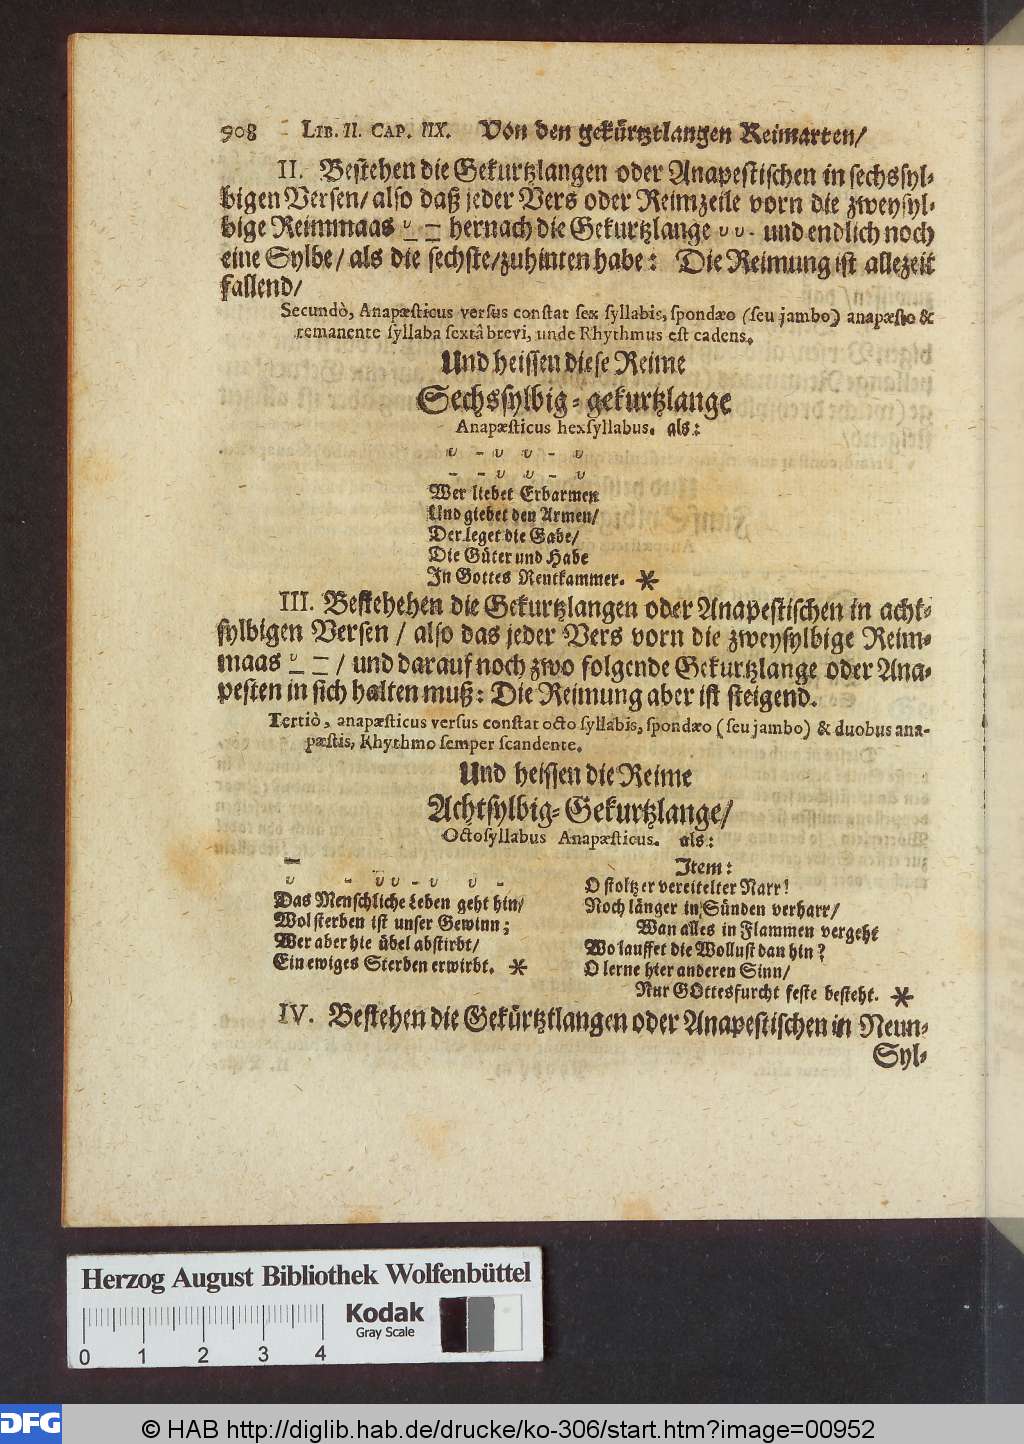 908 LIB. II. CAP. IIX. Von den gekürtztlangen Reimarten/
II. Bestehen die Gekurtzlangen oder Anapestischen in sechssyl-
bigen Versen/ also daß jeder Vers oder Reimzeile vorn die zweysyl-
bige Reimmaas hernach die Gekurtzlange υ υ - und endlich noch
eine Sylbe/ als die sechste/zuhinten habe: Die Reimung ist allezeit
fallend/
Secundò, Anapæsticus versus constat sex syllabis, spondæo (seu jambo) anapæsto &
remanente syllaba sextâ brevi, unde Rhythmus est cadens.
Und heissen diese Reime
Sechssylbig-gekurtzlange
Anapæsticus hexsyllabus. als:
υ - υ υ - υ
- - υ υ - υ
Wer liebet Erbarmen
Und giebet den Armen/
Der leget die Gabe/
Die Güter und Habe
In Gottes Rentkammer. *
III. Bestehehen die Gekurtzlangen oder Anapestischen in acht-
sylbigen Versen / also das jeder Vers vorn die zweysylbige Reim-
maas / und darauf noch zwo folgende Gekurtzlange oder Ana-
pesten in sich halten muß: Die Reimung aber ist steigend.
Tertiò, anapæsticus versus constat octo syllabis, spondæo (seu jambo) & duobus ana-
pæstis, Rhythmo semper scandente.
Und heissen die Reime
Achtsylbig-Gekurtzlange/
Octosyllabus Anapæsticus. als:
—
υ - υυ - υ υ -
Das Menschliche Leben geht hin/
Wol sterben ist unser Gewinn;
Wer aber hie übel abstirbt/
Ein ewiges Sterben erwirbt. *
Item:
O stoltzer vereitelter Narr!
Noch länger in Sünden verharr/
Wan alles in Flammen vergeht
Wo lauffet die Wollust dan hin?
O lerne hier anderen Sinn/
Nur GOttesfurcht feste besteht. *
IV. Bestehen die Gekürtztlangen oder Anapestischen in Neun-
Syl-
Herzog August Bibliothek Wolfenbüttel
Kodak
Gray Scale
0 1 2 3 4
DFG
© HAB http://diglib.hab.de/drucke/ko-306/start.htm?image=00952